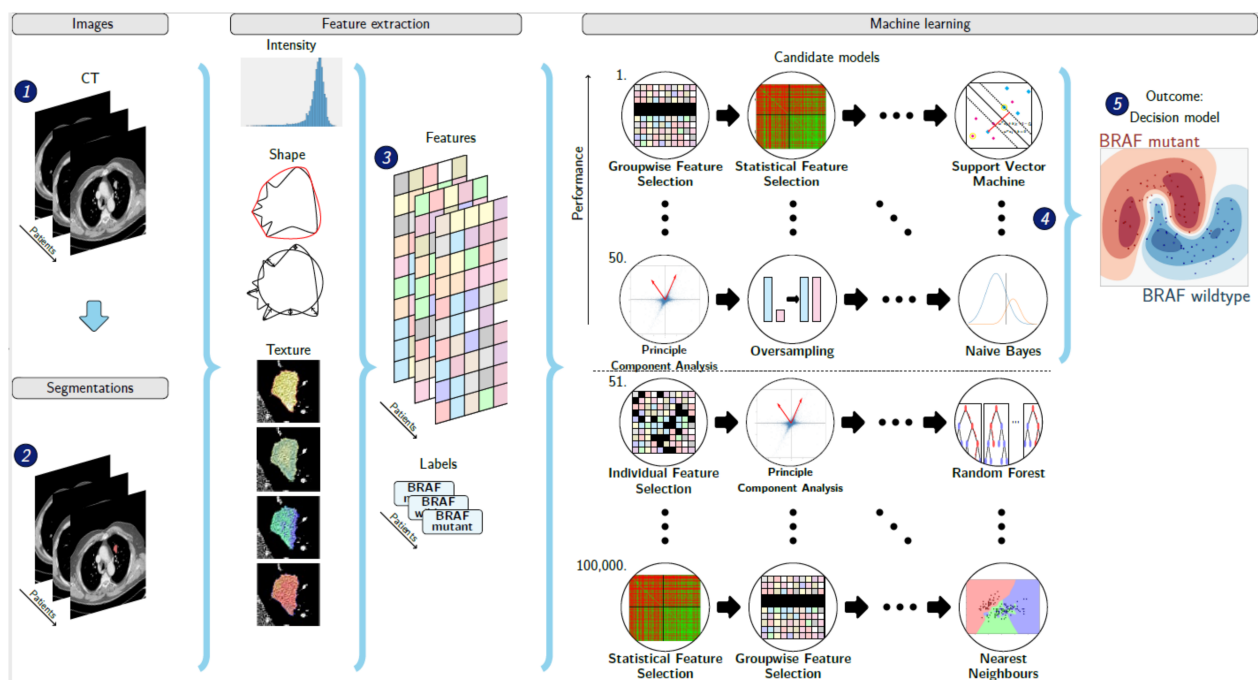 Images
Feature extraction
Machine learning
1
CT
Patients
Segmentations
2
Patients
Intensity
Shape
Texture
3
Features
Patients
Labels
BRAF
BRAF
BRAF
mutant
Patients
Candidate models
Performance
1.
Groupwise Feature
Selection
Statistical Feature
Selection
Support Vector
Machine
50.
Principle
Component Analysis
Oversampling
Naive Bayes
51.
Individual Feature
Selection
Principle
Component Analysis
Random Forest
100,000.
Statistical Feature
Selection
Groupwise Feature
Selection
Nearest
Neighbours
4
5
Outcome:
Decision model
BRAF mutant
BRAF wildtype